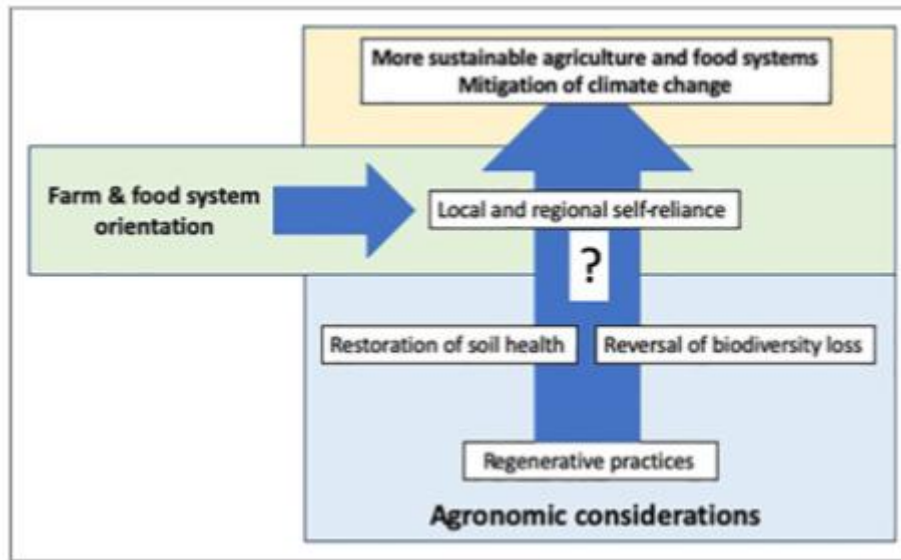 More sustainable agriculture and food systems
Mitigation of climate change
Farm & food system
orientation
Local and regional self-reliance
?
Restoration of soil health
Reversal of biodiversity loss
Regenerative practices
Agronomic considerations